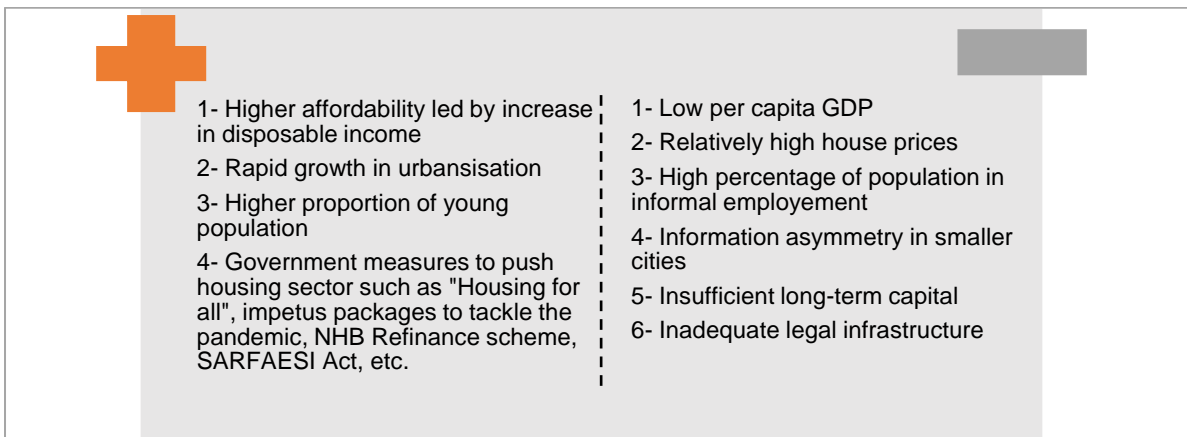 1- Higher affordability led by increase
in disposable income
2- Rapid growth in urbansisation
3- Higher proportion of young
population
4- Government measures to push
housing sector such as "Housing for
all", impetus packages to tackle the
pandemic, NHB Refinance scheme,
SARFAESI Act, etc.
1- Low per capita GDP
2- Relatively high house prices
3- High percentage of population in
informal employement
4- Information asymmetry in smaller
cities
5- Insufficient long-term capital
6- Inadequate legal infrastructure